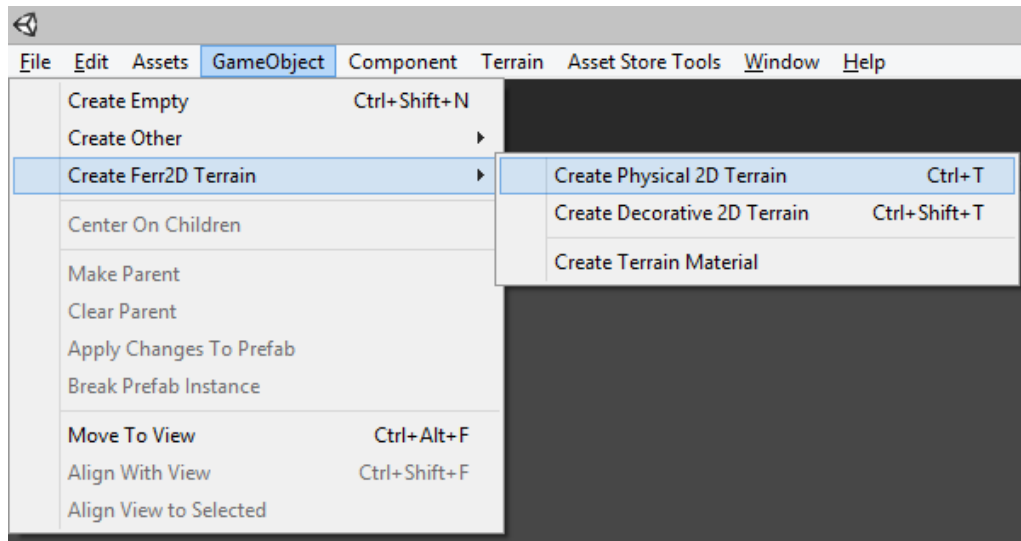 File Edit Assets GameObject Component Terrain Asset Store Tools Window Help
Create Empty Ctrl+Shift+N
Create Other
Create Ferr2D Terrain
Create Physical 2D Terrain Ctrl+T
Create Decorative 2D Terrain Ctrl+Shift+T
Create Terrain Material
Center On Children
Make Parent
Clear Parent
Apply Changes To Prefab
Break Prefab Instance
Move To View Ctrl+Alt+F
Align With View Ctrl+Shift+F
Align View to Selected